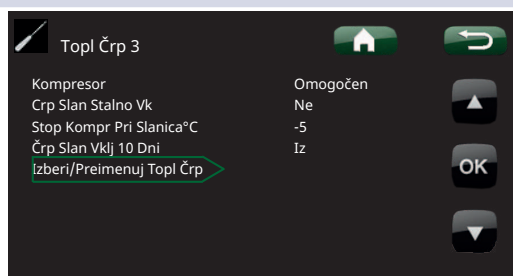 Topl Črp 3
Kompresor Omogočen
Crp Slan Stalno Vk Ne
Stop Kompr Pri Slanica°C -5
Črp Slan Vklj 10 Dni Iz
Izberi/Preimenuj Topl Črp
OK